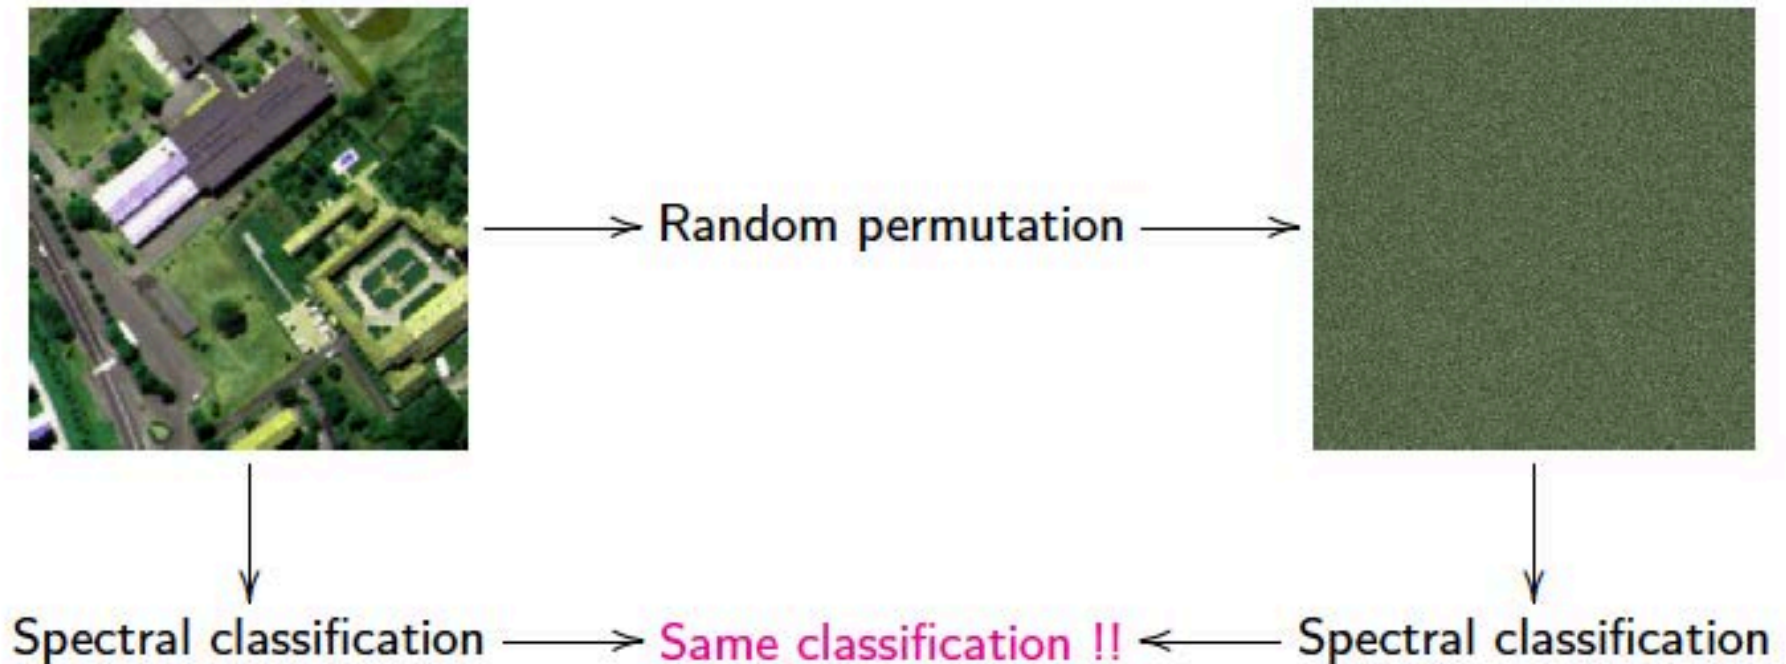 Random permutation
Spectral classification
Same classification !!
Spectral classification